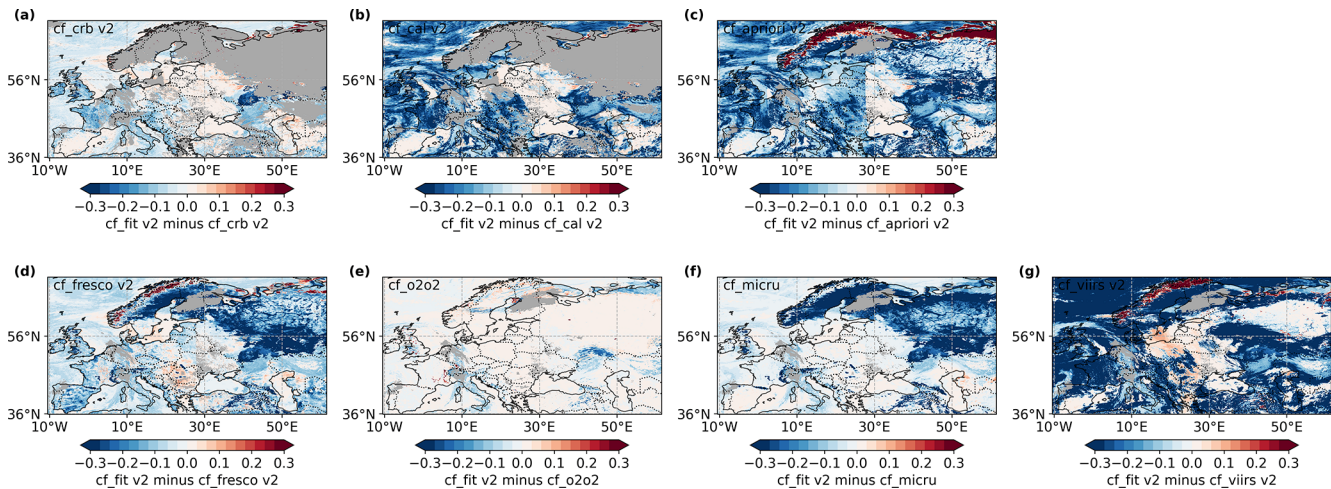 (a)
cf_crb v2
56°N
36°N
10°W 10°E 30°E 50°E
−0.3−0.2−0.1 0.0 0.1 0.2 0.3
cf_fit v2 minus cf_crb v2
(b)
cf_cal v2
56°N
36°N
10°W 10°E 30°E 50°E
−0.3−0.2−0.1 0.0 0.1 0.2 0.3
cf_fit v2 minus cf_cal v2
(c)
cf_apriori v2
56°N
36°N
10°W 10°E 30°E 50°E
−0.3−0.2−0.1 0.0 0.1 0.2 0.3
cf_fit v2 minus cf_apriori v2
(d)
cf_fresco v2
56°N
36°N
10°W 10°E 30°E 50°E
−0.3−0.2−0.1 0.0 0.1 0.2 0.3
cf_fit v2 minus cf_fresco v2
(e)
cf_o2o2
56°N
36°N
10°W 10°E 30°E 50°E
−0.3−0.2−0.1 0.0 0.1 0.2 0.3
cf_fit v2 minus cf_o2o2
(f)
cf_micru
56°N
36°N
10°W 10°E 30°E 50°E
−0.3−0.2−0.1 0.0 0.1 0.2 0.3
cf_fit v2 minus cf_micru
(g)
cf_viirs v2
56°N
36°N
10°W 10°E 30°E 50°E
−0.3−0.2−0.1 0.0 0.1 0.2 0.3
cf_fit v2 minus cf_viirs v2